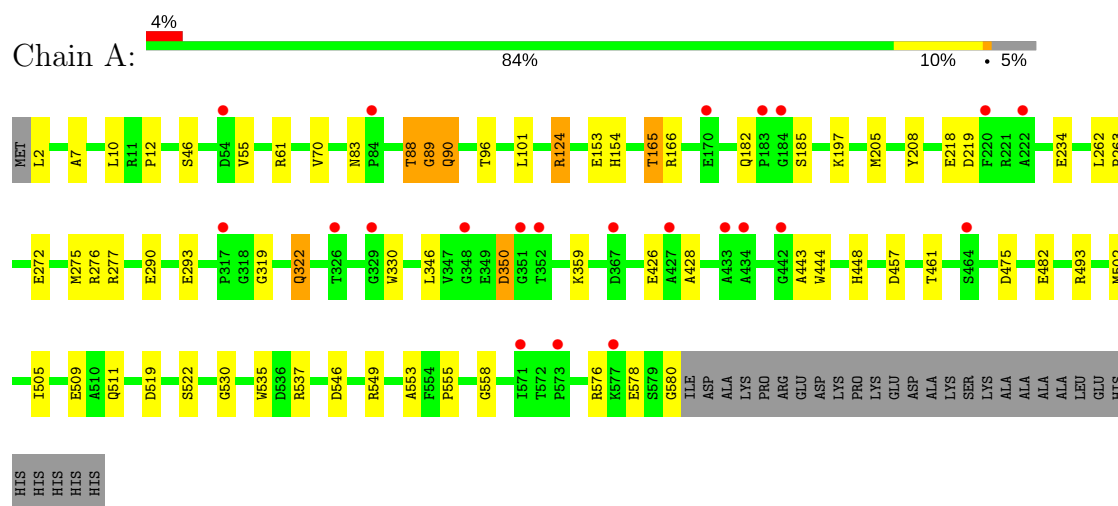 4%
Chain A:
84% 10% • 5%
MET L2 A7 L10 R11 P12 S46 D54 V55 R61 V70 N83 P84 T88 G89 Q90 T96 L101 R124 E153 H154 T165 R166 E170 Q182 P183 G184 S185 K197 M205 Y208 E218 D219 F220 R221 A222 E234 L262
E272 M275 R276 R277 E290 E293 P317 G318 G319 Q322 T326 G329 W330 L346 V347 G348 E349 D350 G351 T352 K359 D367 E426 A427 A428 A433 A434 G442 A443 W444 H448 D457 T461 S464 D475 E482 R493
I505 E509 A510 Q511 D519 S522 G530 W535 D536 R537 D546 R549 A553 F554 P555 G558 I571 T572 P573 R576 K577 E578 S579 G580 ILE ASP ALA LYS PRO ARG GLU ASP LYS PRO LYS GLU ASP ALA LYS SER LYS ALA ALA ALA ALA LEU GLU
HIS HIS HIS HIS HIS